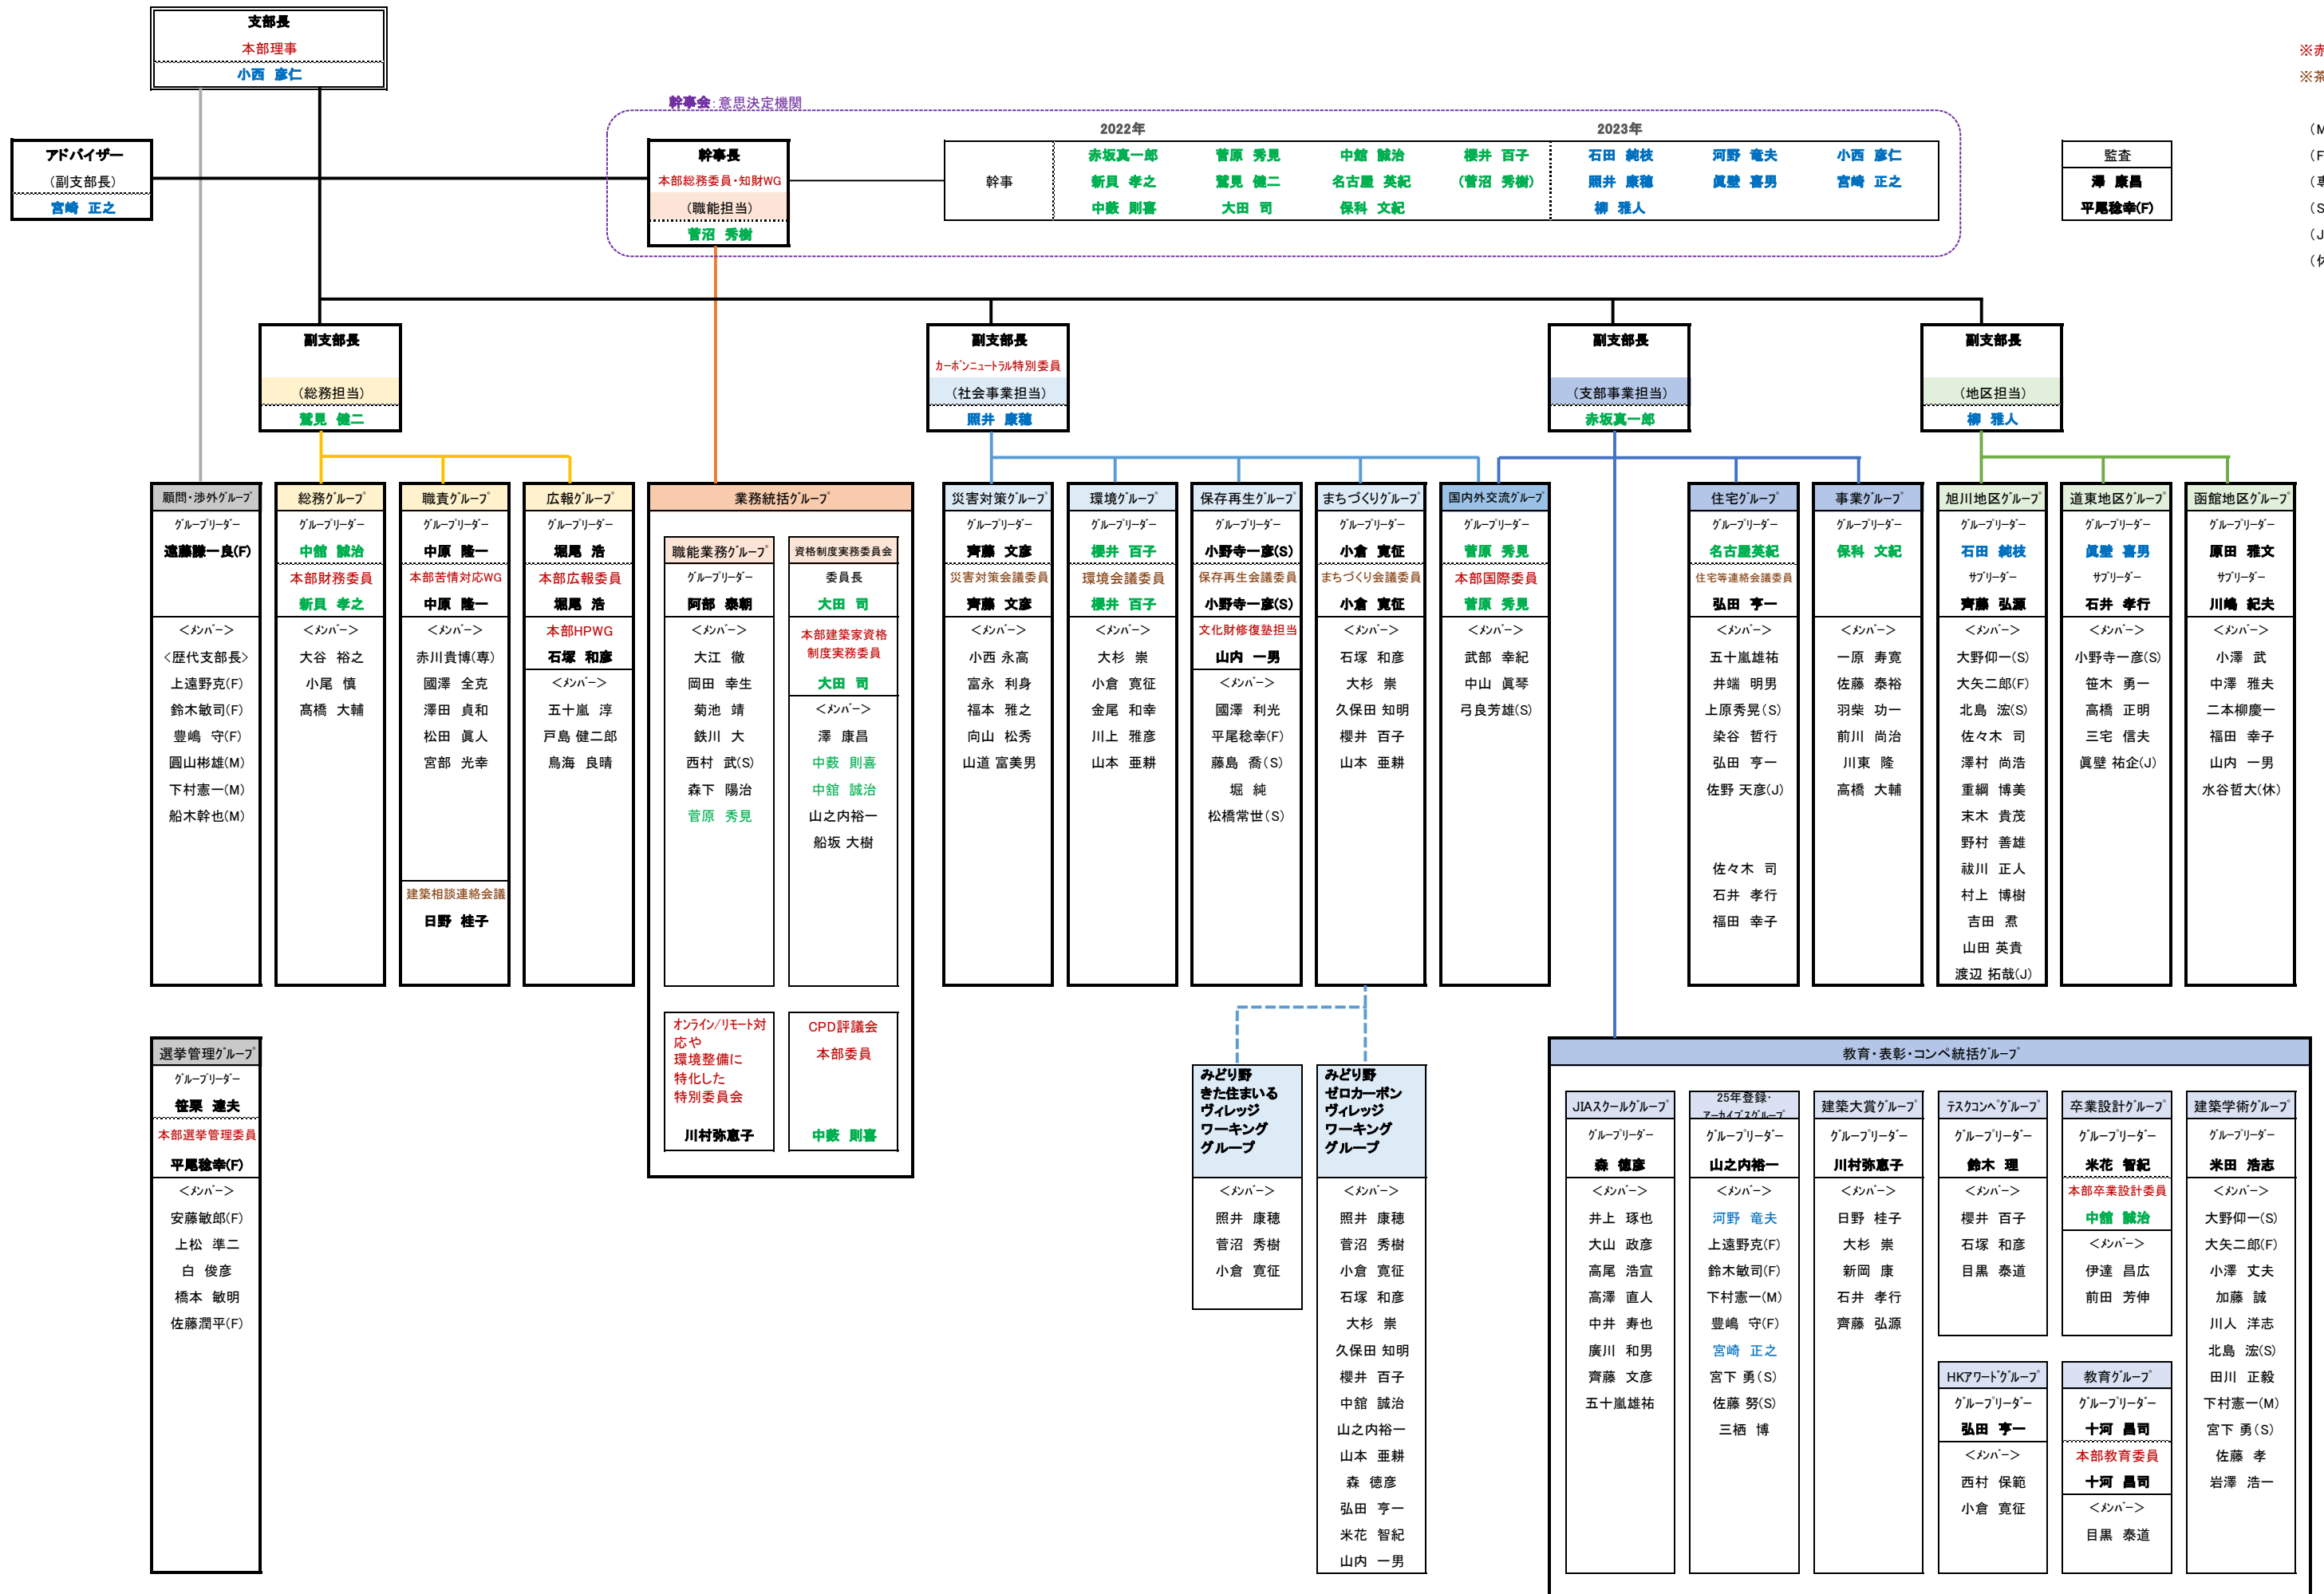 支部長
本部理事
小西 彦仁
※赤
※茶
幹事会：意思決定機関
アドバイザー
(副支部長)
宮崎 正之
幹事長
本部総務委員・知財WG
(職能担当)
菅沼 秀樹
幹事
2022年
赤坂真一郎 菅原 秀見 中舘 誠治 櫻井 百子
新貝 孝之 鷲見 健二 名古屋 英紀 (菅沼 秀樹)
中薮 則喜 大田 司 保科 文紀
2023年
石田 純枝 河野 竜夫 小西 彦仁
照井 康穂 眞壁 喜男 宮崎 正之
柳 雅人
監査
澤 康昌
平尾稔幸(F)
(M
(F
(専
(S
(J
(休
副支部長
(総務担当)
鷲見 健二
副支部長
カーボンニュートラル特別委員
(社会事業担当)
照井 康穂
副支部長
(支部事業担当)
赤坂真一郎
副支部長
(地区担当)
柳 雅人
顧問・渉外グループ
グループリーダー
遠藤謙一良(F)
<メンバー>
<歴代支部長>
上遠野克(F)
鈴木敏司(F)
豊嶋 守(F)
圓山彬雄(M)
下村憲一(M)
船木幹也(M)
総務グループ
グループリーダー
中舘 誠治
本部財務委員
新貝 孝之
<メンバー>
大谷 裕之
小尾 慎
髙橋 大輔
職責グループ
グループリーダー
中原 隆一
本部苦情対応WG
中原 隆一
<メンバー>
赤川貴博(専)
國澤 全克
澤田 貞和
松田 眞人
宮部 光幸
建築相談連絡会議
日野 桂子
広報グループ
グループリーダー
堀尾 浩
本部広報委員
堀尾 浩
本部HPWG
石塚 和彦
<メンバー>
五十嵐 淳
戸島 健二郎
鳥海 良晴
業務統括グループ
職能業務グループ
グループリーダー
阿部 泰朝
<メンバー>
大江 徹
岡田 幸生
菊池 靖
鉄川 大
西村 武(S)
森下 陽治
菅原 秀見
資格制度実務委員会
委員長
大田 司
本部建築家資格
制度実務委員
大田 司
<メンバー>
澤 康昌
中薮 則喜
中舘 誠治
山之内裕一
船坂 大樹
オンライン/リモート対
応や
環境整備に
特化した
特別委員会
川村弥恵子
CPD評議会
本部委員
中薮 則喜
災害対策グループ
グループリーダー
齊藤 文彦
災害対策会議委員
齊藤 文彦
<メンバー>
小西 永高
富永 利身
福本 雅之
向山 松秀
山道 富美男
環境グループ
グループリーダー
櫻井 百子
環境会議委員
櫻井 百子
<メンバー>
大杉 崇
小倉 寛征
金尾 和幸
川上 雅彦
山本 亜耕
保存再生グループ
グループリーダー
小野寺一彦(S)
保存再生会議委員
小野寺一彦(S)
文化財修復塾担当
山内 一男
<メンバー>
國澤 利光
平尾稔幸(F)
藤島 喬(S)
堀 純
松橋常世(S)
まちづくりグループ
グループリーダー
小倉 寛征
まちづくり会議委員
小倉 寛征
<メンバー>
石塚 和彦
大杉 崇
久保田 知明
櫻井 百子
山本 亜耕
国内外交流グループ
グループリーダー
菅原 秀見
本部国際委員
菅原 秀見
<メンバー>
武部 幸紀
中山 眞琴
弓良芳雄(S)
住宅グループ
グループリーダー
名古屋英紀
住宅等連絡会議委員
弘田 亨一
<メンバー>
五十嵐雄祐
井端 明男
上原秀晃(S)
染谷 哲行
弘田 亨一
佐野 天彦(J)
佐々木 司
石井 孝行
福田 幸子
事業グループ
グループリーダー
保科 文紀
<メンバー>
一原 寿寛
佐藤 泰裕
羽柴 功一
前川 尚治
川東 隆
高橋 大輔
旭川地区グループ
グループリーダー
石田 純枝
サブリーダー
齊藤 弘源
<メンバー>
大野仰一(S)
大矢二郎(F)
北島 浤(S)
佐々木 司
澤村 尚浩
重綱 博美
末木 貴茂
野村 善雄
祓川 正人
村上 博樹
吉田 焄
山田 英貴
渡辺 拓哉(J)
道東地区グループ
グループリーダー
眞壁 喜男
サブリーダー
石井 孝行
<メンバー>
小野寺一彦(S)
笹木 勇一
高橋 正明
三宅 信夫
眞壁 祐企(J)
函館地区グループ
グループリーダー
原田 雅文
サブリーダー
川嶋 紀夫
<メンバー>
小澤 武
中澤 雅夫
二本柳慶一
福田 幸子
山内 一男
水谷哲大(休)
選挙管理グループ
グループリーダー
笹栗 達夫
本部選挙管理委員
平尾稔幸(F)
<メンバー>
安藤敏郎(F)
上松 準二
白 俊彦
橋本 敏明
佐藤潤平(F)
みどり野
きた住まいる
ヴィレッジ
ワーキング
グループ
<メンバー>
照井 康穂
菅沼 秀樹
小倉 寛征
みどり野
ゼロカーボン
ヴィレッジ
ワーキング
グループ
<メンバー>
照井 康穂
菅沼 秀樹
小倉 寛征
石塚 和彦
大杉 崇
久保田 知明
櫻井 百子
中舘 誠治
山之内裕一
山本 亜耕
森 徳彦
弘田 亨一
米花 智紀
山内 一男
教育・表彰・コンペ統括グループ
JIAスクールグループ
グループリーダー
森 徳彦
<メンバー>
井上 琢也
大山 政彦
高尾 浩宣
高澤 直人
中井 寿也
廣川 和男
齊藤 文彦
五十嵐雄祐
25年登録・
アーカイブスグループ
グループリーダー
山之内裕一
<メンバー>
河野 竜夫
上遠野克(F)
鈴木敏司(F)
下村憲一(M)
豊嶋 守(F)
宮崎 正之
宮下 勇(S)
佐藤 努(S)
三栖 博
建築大賞グループ
グループリーダー
川村弥恵子
<メンバー>
日野 桂子
大杉 崇
新岡 康
石井 孝行
齊藤 弘源
テスクコンペグループ
グループリーダー
鈴木 理
<メンバー>
櫻井 百子
石塚 和彦
目黒 泰道
HKアワードグループ
グループリーダー
弘田 亨一
<メンバー>
西村 保範
小倉 寛征
卒業設計グループ
グループリーダー
米花 智紀
本部卒業設計委員
中舘 誠治
<メンバー>
伊達 昌広
前田 芳伸
教育グループ
グループリーダー
十河 昌司
本部教育委員
十河 昌司
<メンバー>
目黒 泰道
建築学術グループ
グループリーダー
米田 浩志
<メンバー>
大野仰一(S)
大矢二郎(F)
小澤 丈夫
加藤 誠
川人 洋志
北島 浤(S)
田川 正毅
下村憲一(M)
宮下 勇(S)
佐藤 孝
岩澤 浩一